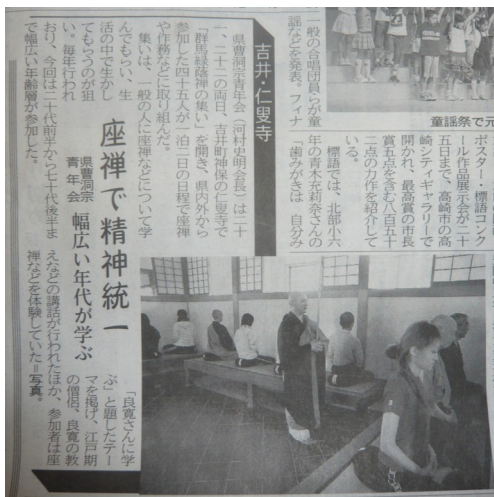 一般の合唱団員らが童
謡などを発表。フィナ
童謡祭で元
ポスター・標語コンク
ール作品展示会が二十
五日まで、高崎市の高
崎シティギャラリーで
開かれ、最高賞の市長
賞五点を含む八百五十
二点の力作を紹介して
いる。
標語では、北部小六
年の青木充莉奈さんの
「歯みがきは 自分み
吉井・仁叟寺
県曹洞宗青年会（河村史明会長）は二十
一、二十二の両日、吉井町神保の仁叟寺で
「群馬緑蔭禅の集い」を開き、県内外から
参加した四十五人が一泊二日の日程で座禅
や作務などに取り組んだ。
集いは、一般の人に座禅などについて学
んでもらい、生
活の中で生かし
てもらうのが狙
い。毎年行われて
おり、今回は二十代前半から七十代後半ま
で幅広い年齢層が参加した。
座禅で精神統一
県曹洞宗
青年会
幅広い年代が学ぶ
「良寛さんに学
ぶ」と題したテー
マを掲げ、江戸期
の僧侶、良寛の教
えなどの講話が行われたほか、参加者は座
禅などを体験していた＝写真。